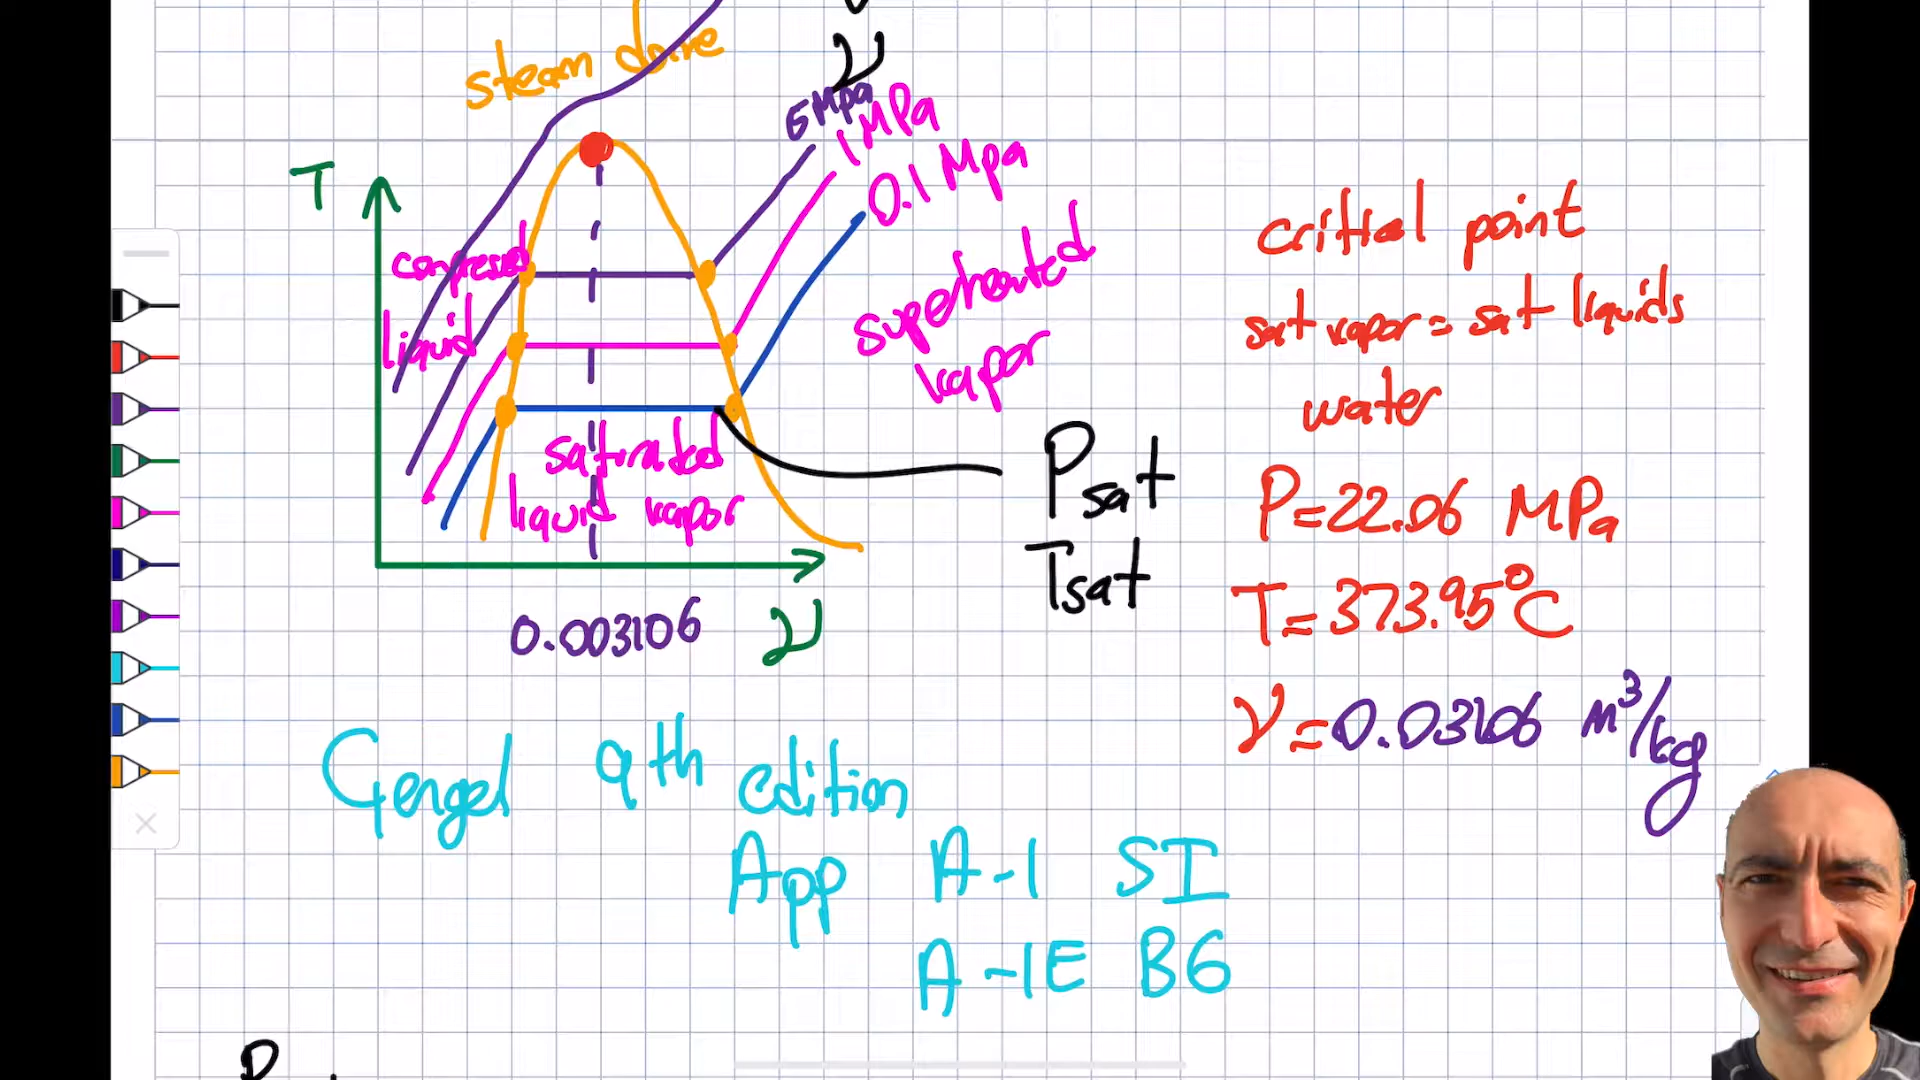 steam dome
ν
5 MPa
1 MPa
0.1 Mpa
T
compressed
liquid
superheated
vapor
saturated
liquid vapor
Psat
Tsat
0.003106
ν
critical point
sat vapor = sat liquids
water
P=22.06 MPa
T=373.95°C
ν=0.03106 m³/kg
Cengel 9th edition
App A-1 SI
A-1E BG
P